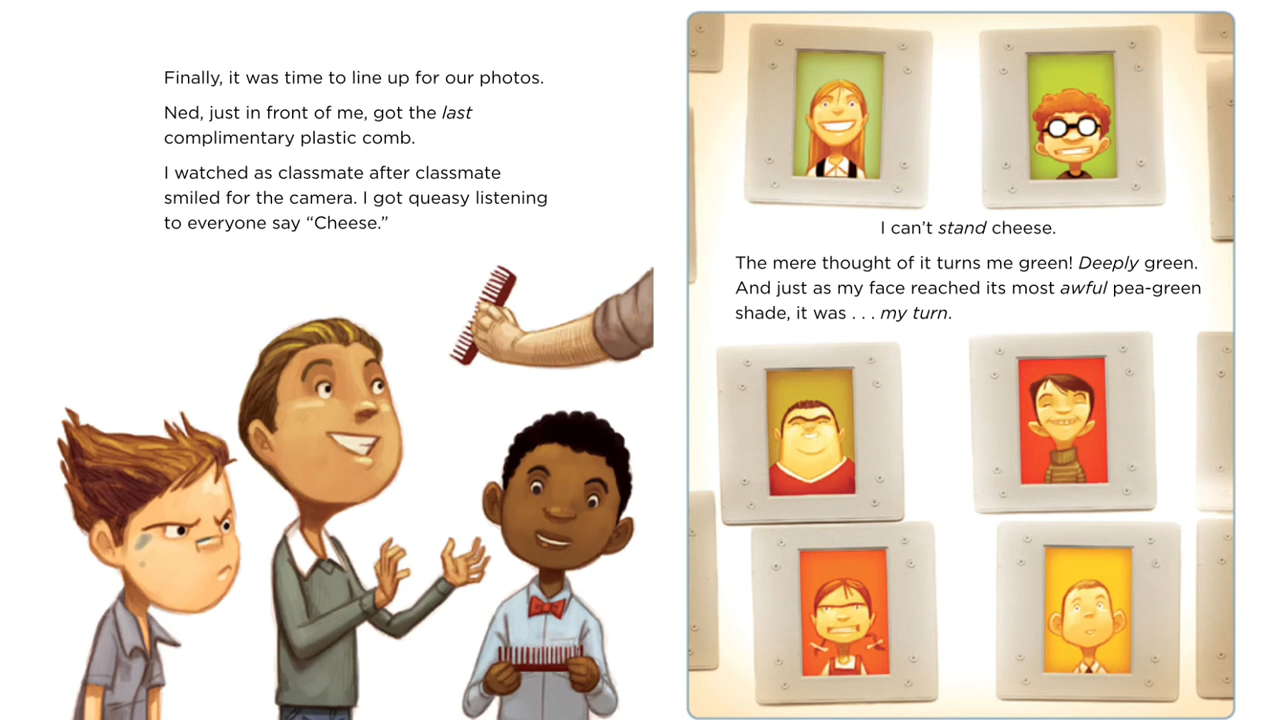 Finally, it was time to line up for our photos.
Ned, just in front of me, got the last
complimentary plastic comb.
I watched as classmate after classmate
smiled for the camera. I got queasy listening
to everyone say “Cheese.”
I can’t stand cheese.
The mere thought of it turns me green! Deeply green.
And just as my face reached its most awful pea-green
shade, it was . . . my turn.